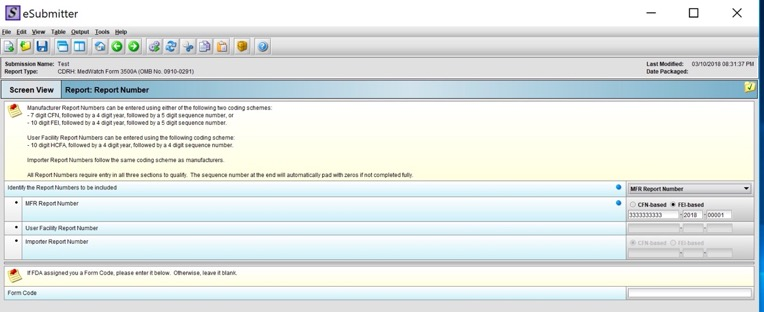 S eSubmitter
File Edit View Table Output Tools Help
Submission Name: Test
Last Modified: 03/10/2018 08:31:37 PM
Report Type: CDRH: MedWatch Form 3500A (OMB No. 0910-0291)
Date Packaged:
Screen View Report: Report Number
Manufacturer Report Numbers can be entered using either of the following two coding schemes:
- 7 digit CFN, followed by a 4 digit year, followed by a 5 digit sequence number, or
- 10 digit FEI, followed by a 4 digit year, followed by a 5 digit sequence number.
User Facility Report Numbers can be entered using the following coding scheme:
- 10 digit HCFA, followed by a 4 digit year, followed by a 5 digit sequence number.
Importer Report Numbers follow the same coding scheme as manufacturers.
All Report Numbers require entry in all three sections to qualify. The sequence number at the end will automatically pad with zeros if not completed fully.
Identify the Report Numbers to be included
MFR Report Number
MFR Report Number
CFN-based FEI-based
3333333333 - 2018 - 00001
User Facility Report Number
Importer Report Number
CFN-based FEI-based
If FDA assigned you a Form Code, please enter it below. Otherwise, leave it blank.
Form Code